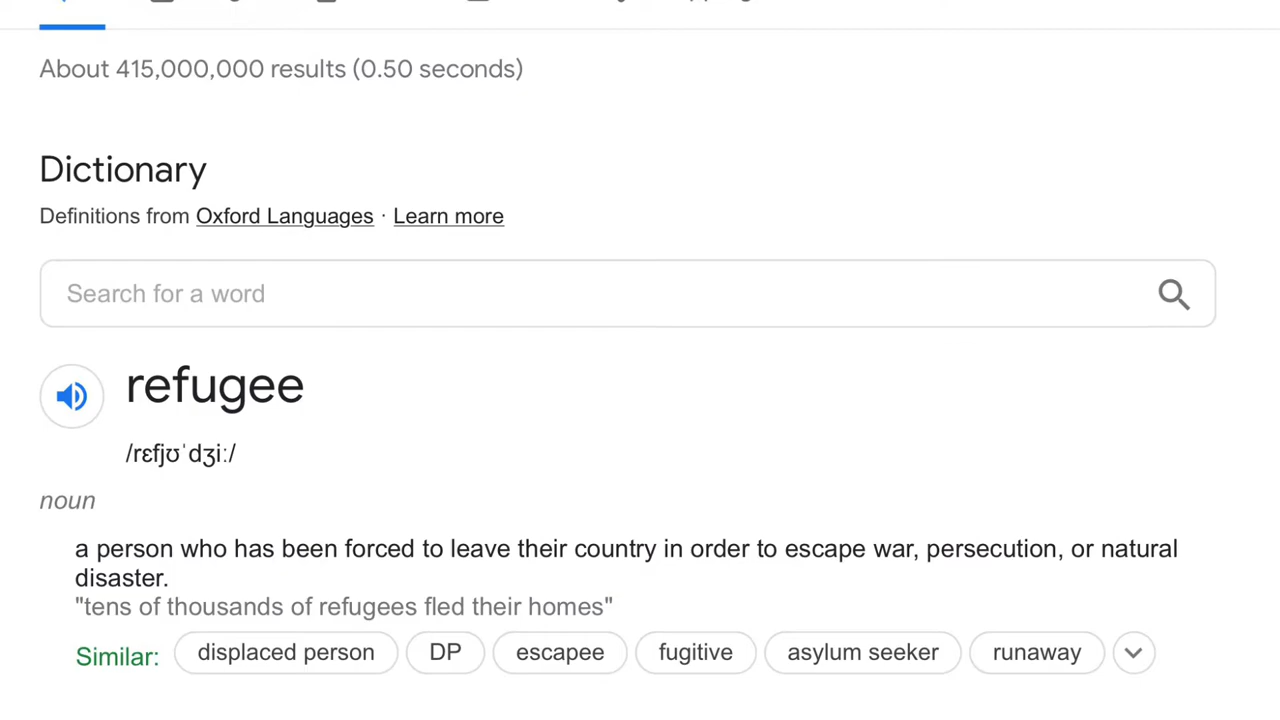 About 415,000,000 results (0.50 seconds)
Dictionary
Definitions from Oxford Languages · Learn more
Search for a word
refugee
/rɛfjʊˈdʒiː/
noun
a person who has been forced to leave their country in order to escape war, persecution, or natural
disaster.
"tens of thousands of refugees fled their homes"
Similar: displaced person DP escapee fugitive asylum seeker runaway